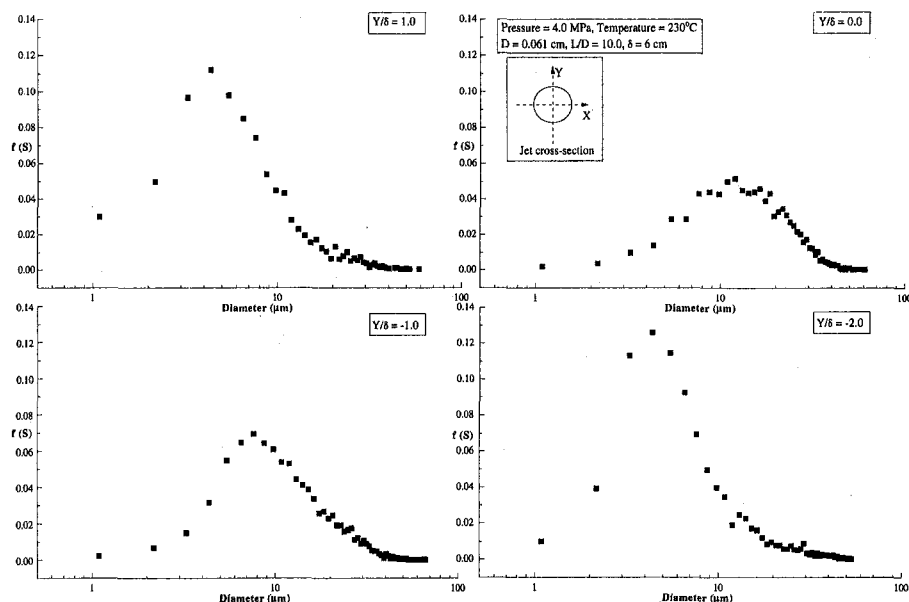 0.14
0.12
0.10
0.08
f (S)
0.06
0.04
0.02
0.00
1
10
100
Diameter (μm)
Y/δ = 1.0
0.14
0.12
0.10
0.08
f (S)
0.06
0.04
0.02
0.00
1
10
100
Diameter (μm)
Y/δ = 0.0
Pressure = 4.0 MPa, Temperature = 230°C
D = 0.061 cm, L/D = 10.0, δ = 6 cm
Y
X
Jet cross-section
0.14
0.12
0.10
0.08
f (S)
0.06
0.04
0.02
0.00
1
10
100
Diameter (μm)
Y/δ = -1.0
0.14
0.12
0.10
0.08
f (S)
0.06
0.04
0.02
0.00
1
10
100
Diameter (μm)
Y/δ = -2.0